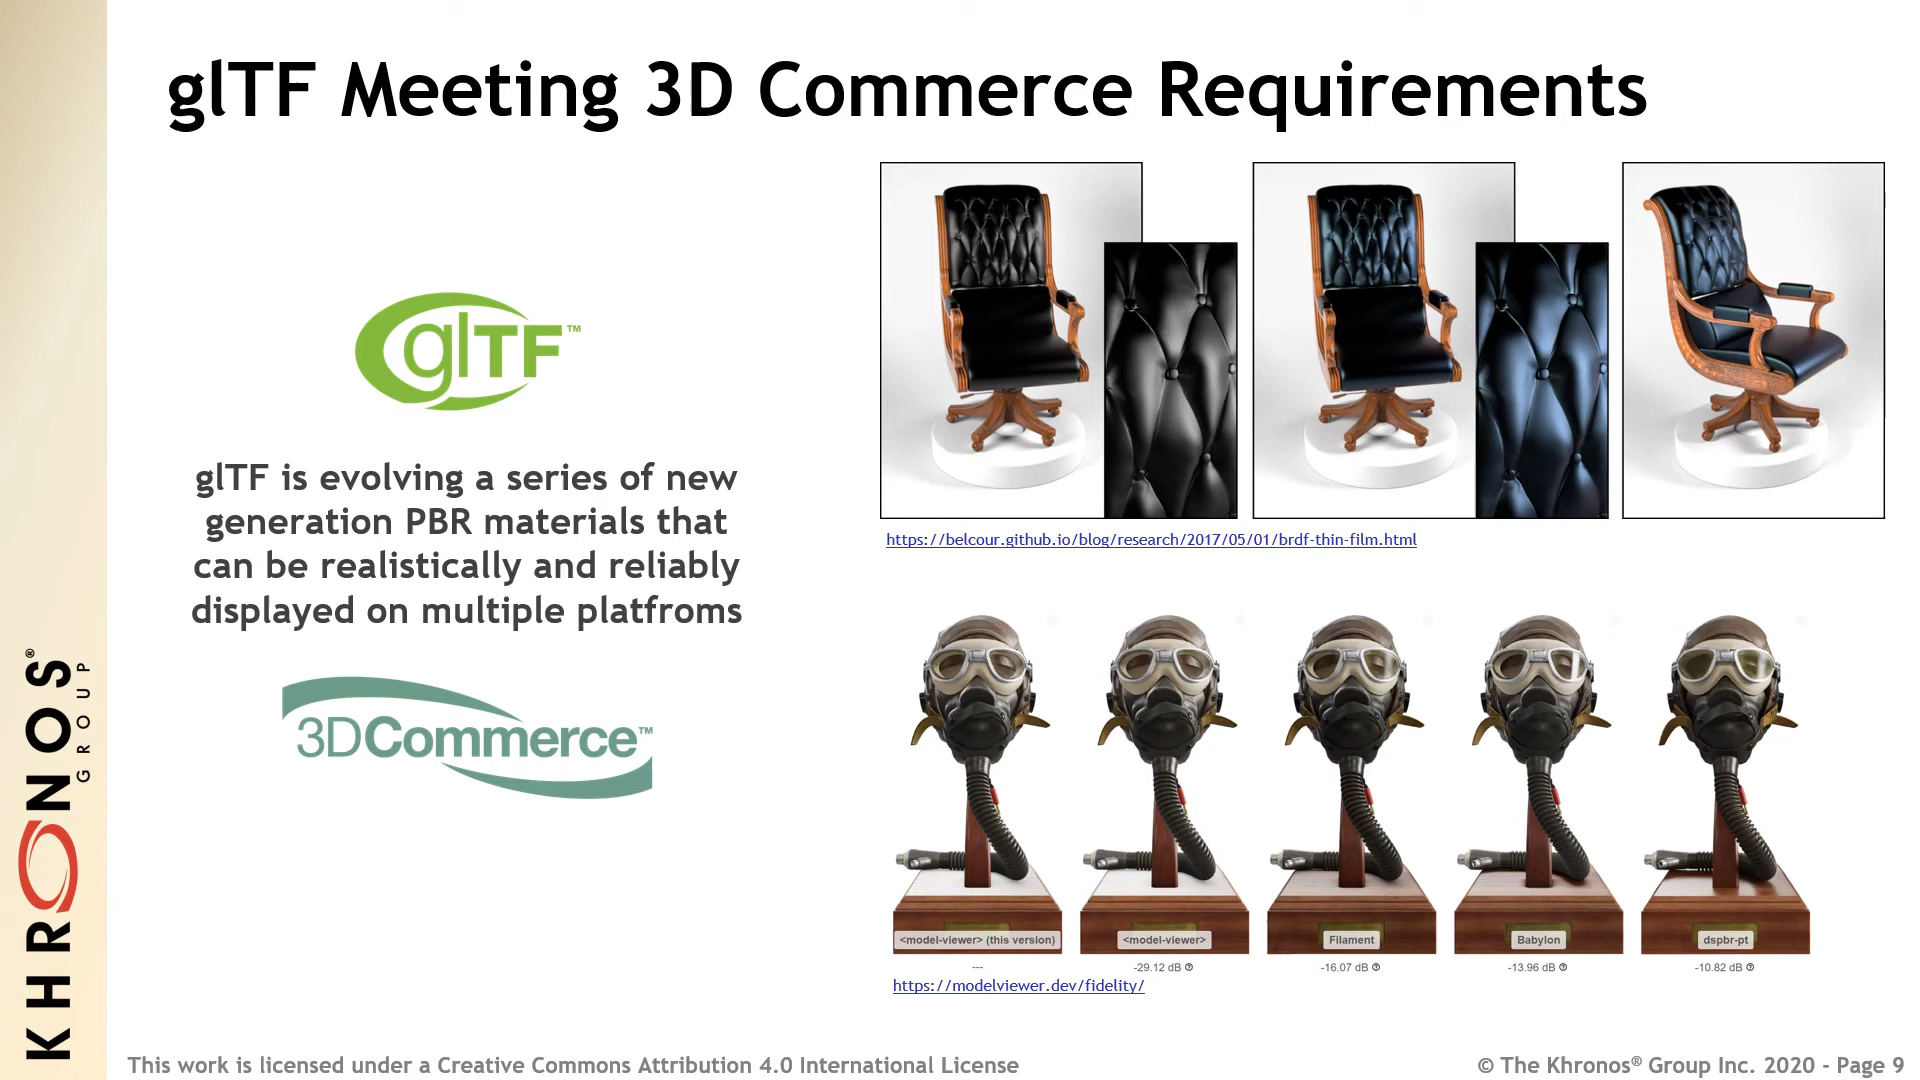 glTF Meeting 3D Commerce Requirements
glTF™
glTF is evolving a series of new
generation PBR materials that
can be realistically and reliably
displayed on multiple platfroms
3DCommerce™
https://belcour.github.io/blog/research/2017/05/01/brdf-thin-film.html
<model-viewer> (this version)
<model-viewer>
Filament
Babylon
dspbr-pt
---
-29.12 dB
-16.07 dB
-13.96 dB
-10.82 dB
https://modelviewer.dev/fidelity/
KHRONOS®
GROUP
This work is licensed under a Creative Commons Attribution 4.0 International License
© The Khronos® Group Inc. 2020 - Page 9